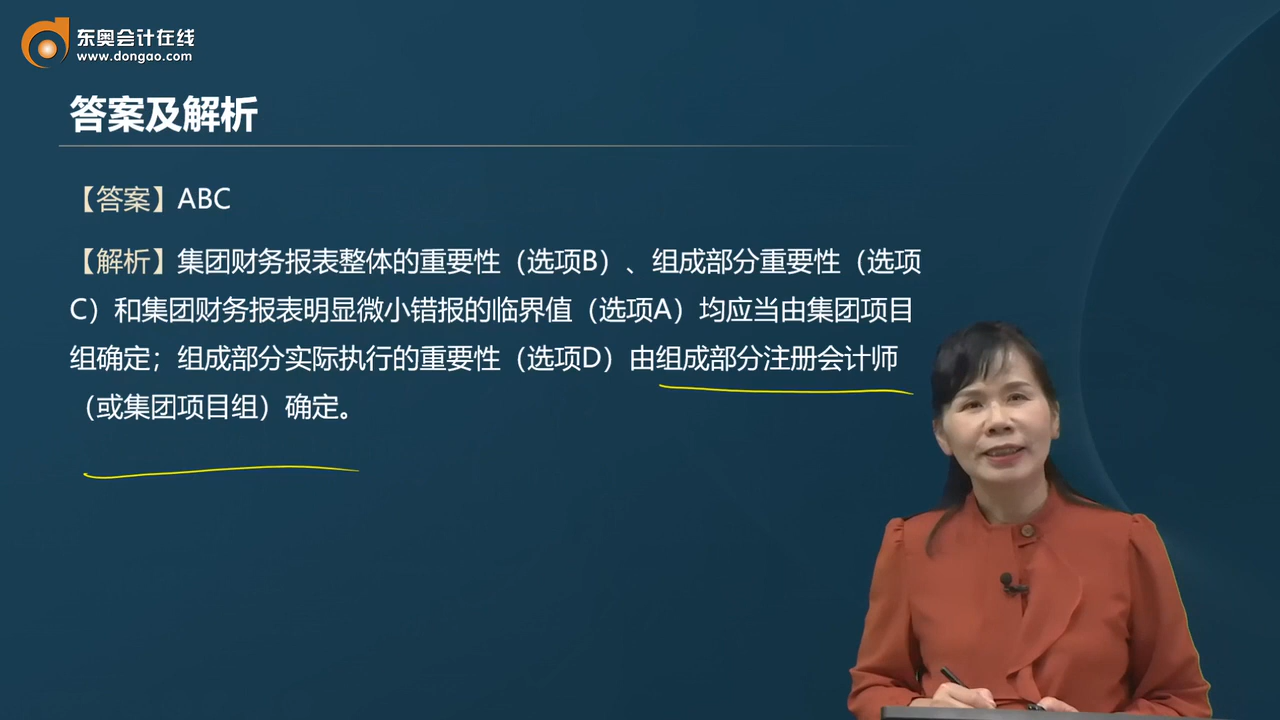 东奥会计在线
www.dongao.com
答案及解析
【答案】ABC
【解析】集团财务报表整体的重要性（选项B）、组成部分重要性（选项
C）和集团财务报表明显微小错报的临界值（选项A）均应当由集团项目
组确定；组成部分实际执行的重要性（选项D）由组成部分注册会计师
（或集团项目组）确定。